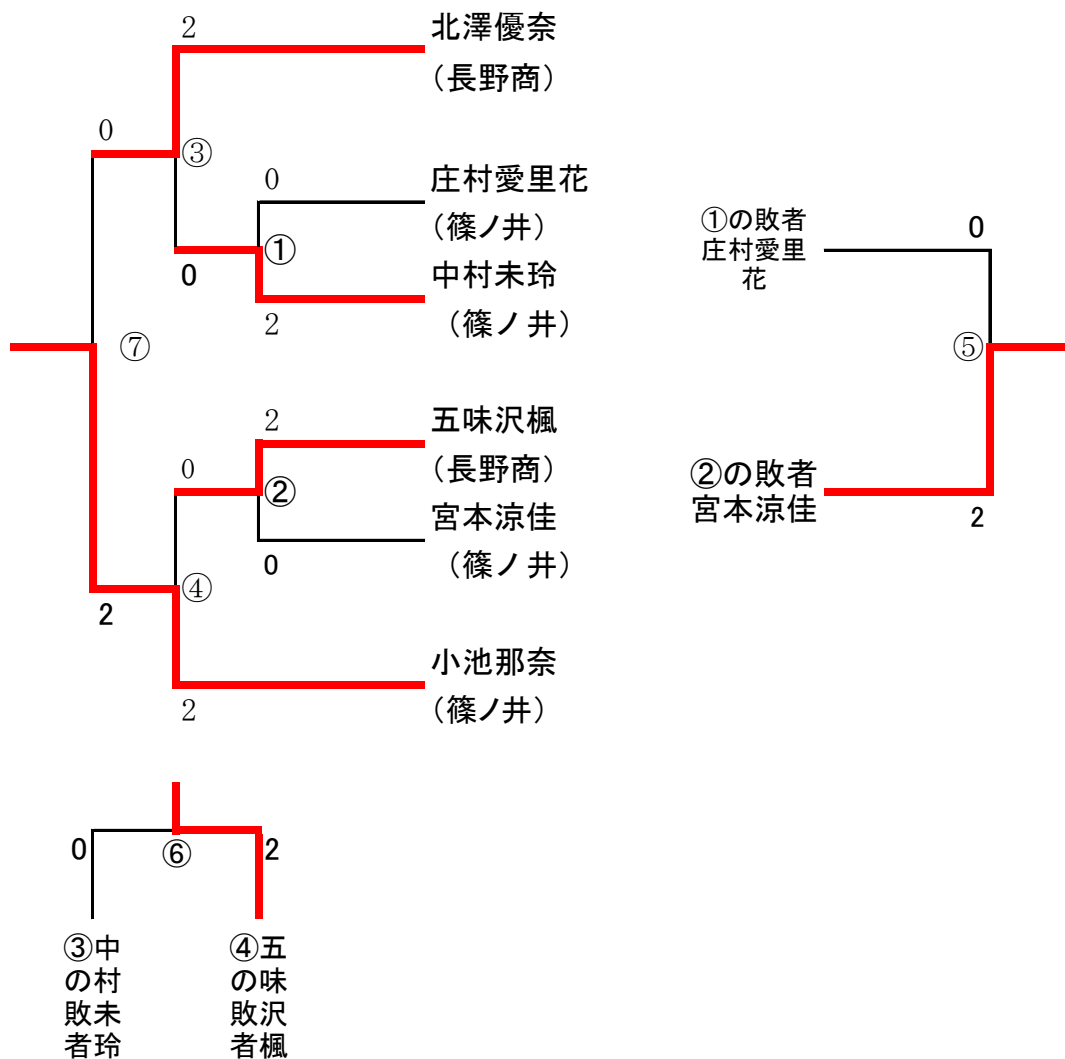 2
北澤優奈
（長野商）
0
③
0
庄村愛里花
（篠ノ井）
①
0
中村未玲
（篠ノ井）
2
⑦
2
五味沢楓
（長野商）
0
②
宮本涼佳
（篠ノ井）
0
④
2
小池那奈
（篠ノ井）
2
①の敗者
庄村愛里
花
0
⑤
②の敗者
宮本涼佳
2
0
⑥
2
③の敗者
中村未玲
④の敗者
五味沢楓